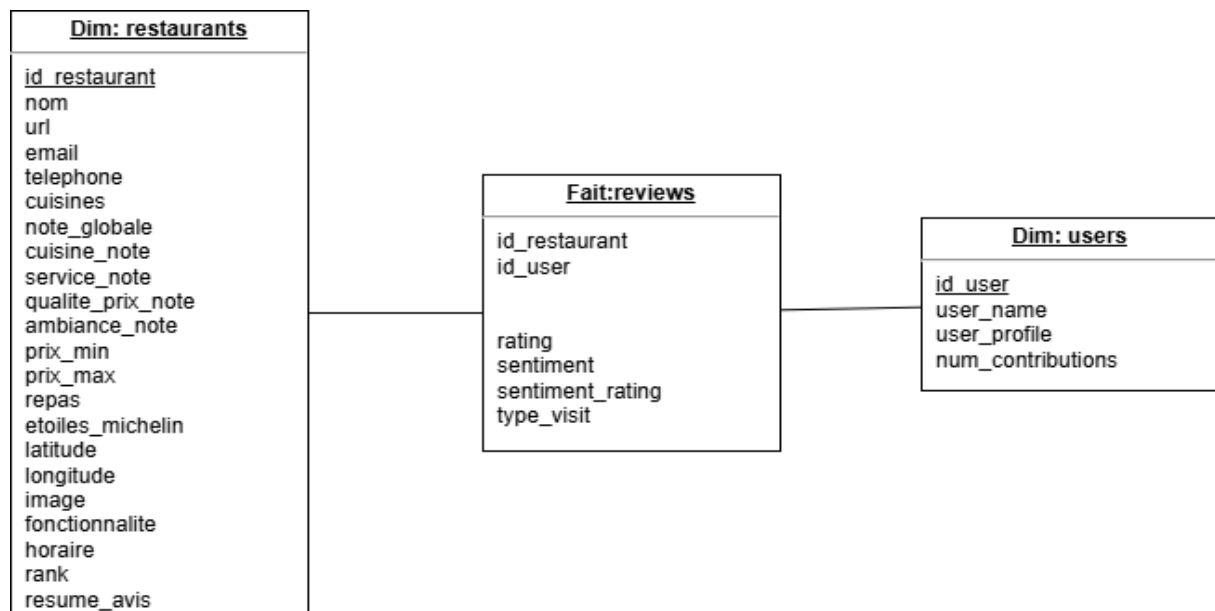 Dim: restaurants
id_restaurant
nom
url
email
telephone
cuisines
note_globale
cuisine_note
service_note
qualite_prix_note
ambiance_note
prix_min
prix_max
repas
etoiles_michelin
latitude
longitude
image
fonctionnalite
horaire
rank
resume_avis
Fait:reviews
id_restaurant
id_user
rating
sentiment
sentiment_rating
type_visit
Dim: users
id_user
user_name
user_profile
num_contributions